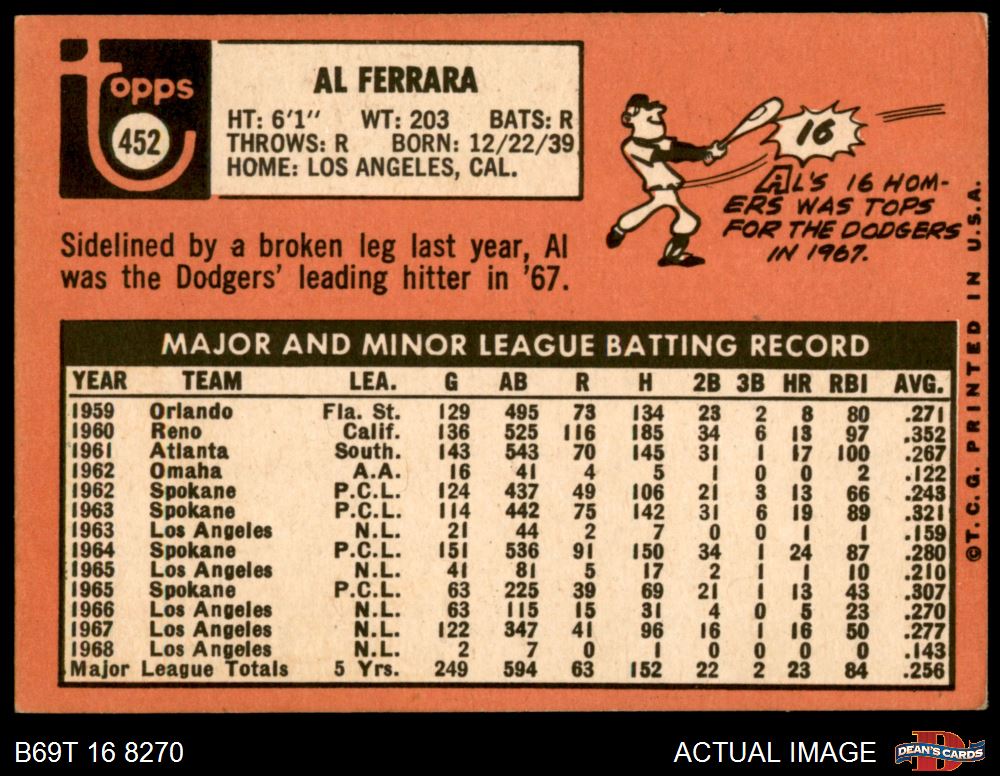 Topps
452
AL FERRARA
HT: 6'1" WT: 203 BATS: R
THROWS: R BORN: 12/22/39
HOME: LOS ANGELES, CAL.
16
AL'S 16 HOM-
ERS WAS TOPS
FOR THE DODGERS
IN 1967.
Sidelined by a broken leg last year, Al
was the Dodgers' leading hitter in '67.
MAJOR AND MINOR LEAGUE BATTING RECORD
YEAR TEAM LEA. G AB R H 2B 3B HR RBI AVG.
1959 Orlando Fla. St. 129 495 73 134 23 2 8 80 .271
1960 Reno Calif. 136 525 116 185 34 6 13 97 .352
1961 Atlanta South. 143 543 70 145 31 1 17 100 .267
1962 Omaha A.A. 16 41 4 5 1 0 0 2 .122
1962 Spokane P.C.L. 124 437 49 106 21 3 13 66 .243
1963 Spokane P.C.L. 114 442 75 142 31 6 19 89 .321
1963 Los Angeles N.L. 21 44 2 7 0 0 1 1 .159
1964 Spokane P.C.L. 151 536 91 150 34 1 24 87 .280
1965 Los Angeles N.L. 41 81 5 17 2 1 1 10 .210
1965 Spokane P.C.L. 63 225 39 69 21 1 13 43 .307
1966 Los Angeles N.L. 63 115 15 31 4 0 5 23 .270
1967 Los Angeles N.L. 122 347 41 96 16 1 16 50 .277
1968 Los Angeles N.L. 2 7 0 1 0 0 0 0 .143
Major League Totals 5 Yrs. 249 594 63 152 22 2 23 84 .256
©T.C.G. PRINTED IN U.S.A.
B69T 16 8270
ACTUAL IMAGE
DEAN'S CARDS